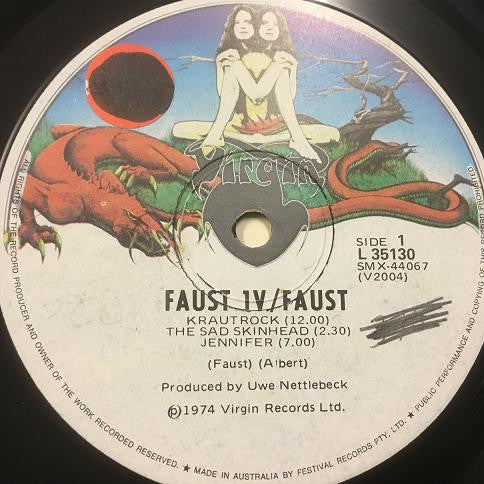 Virgin
SIDE 1
L 35130
SMX-44067
(V2004)
FAUST 1V/FAUST
KRAUTROCK (12.00)
THE SAD SKINHEAD (2.30)
JENNIFER (7.00)
(Faust) (Albert)
Produced by Uwe Nettlebeck
℗1974 Virgin Records Ltd.
ALL RIGHTS OF THE RECORD PRODUCER AND OWNER OF THE WORK RECORDED RESERVED. ★ MADE IN AUSTRALIA BY FESTIVAL RECORDS PTY, LTD. ★ PUBLIC PERFORMANCE AND COPYING OF THIS RECORD PROHIBITED